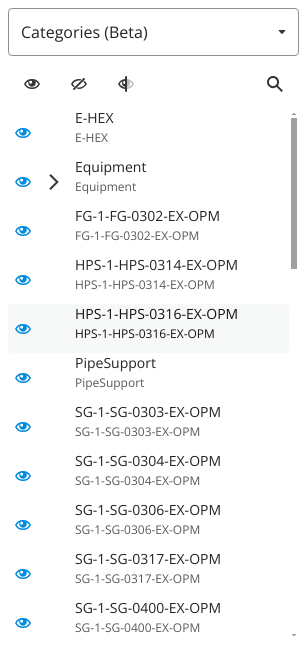 Categories (Beta)
E-HEX
E-HEX
Equipment
Equipment
FG-1-FG-0302-EX-OPM
FG-1-FG-0302-EX-OPM
HPS-1-HPS-0314-EX-OPM
HPS-1-HPS-0314-EX-OPM
HPS-1-HPS-0316-EX-OPM
HPS-1-HPS-0316-EX-OPM
PipeSupport
PipeSupport
SG-1-SG-0303-EX-OPM
SG-1-SG-0303-EX-OPM
SG-1-SG-0304-EX-OPM
SG-1-SG-0304-EX-OPM
SG-1-SG-0306-EX-OPM
SG-1-SG-0306-EX-OPM
SG-1-SG-0317-EX-OPM
SG-1-SG-0317-EX-OPM
SG-1-SG-0400-EX-OPM
SG-1-SG-0400-EX-OPM